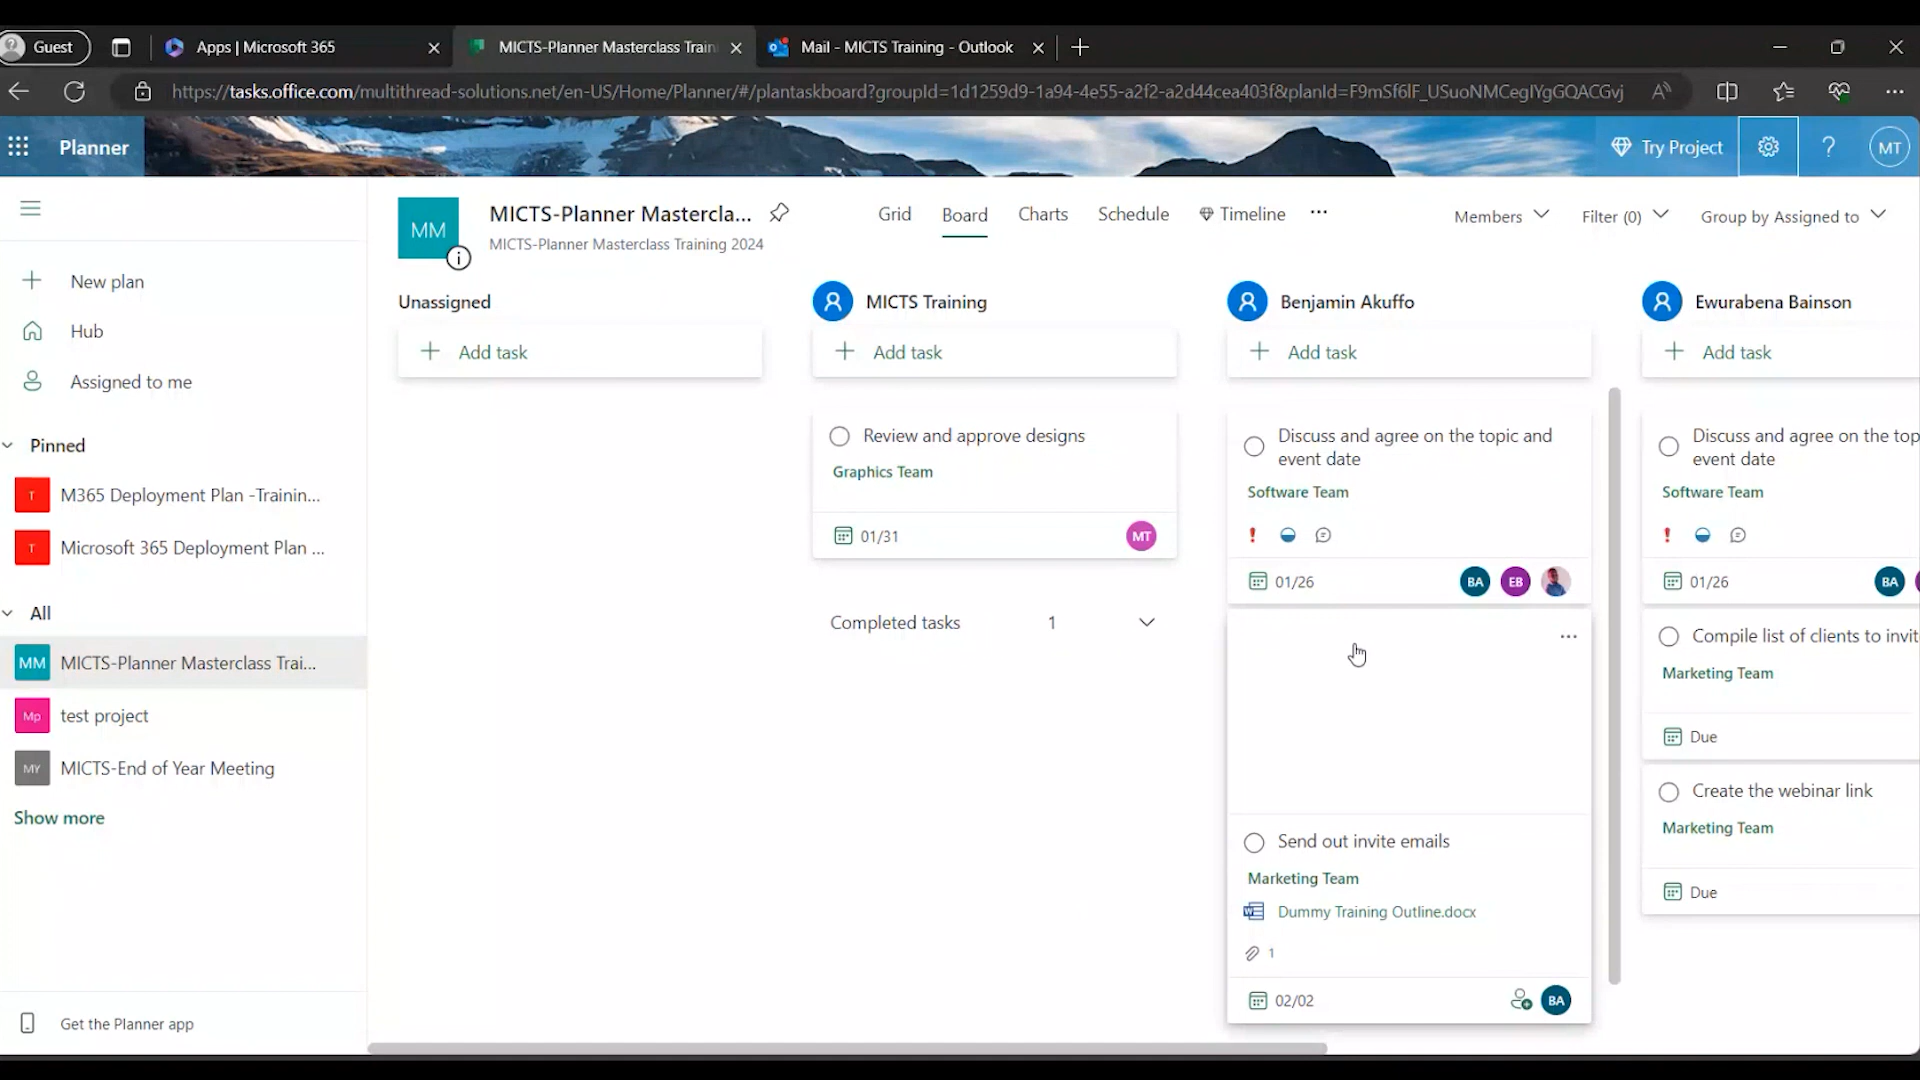 Guest
Apps | Microsoft 365
MICTS-Planner Masterclass Train
Mail - MICTS Training - Outlook
https://tasks.office.com/multithread-solutions.net/en-US/Home/Planner/#/plantaskboard?groupId=1d1259d9-1a94-4e55-a2f2-a2d44cea403f&planId=F9mSf6lF_USuoNMCegIYgGQACGvj
Planner
Try Project
?
MT
New plan
Hub
Assigned to me
Pinned
T
M365 Deployment Plan -Trainin...
T
Microsoft 365 Deployment Plan ...
All
MM
MICTS-Planner Masterclass Trai...
Mp
test project
MY
MICTS-End of Year Meeting
Show more
Get the Planner app
MM
MICTS-Planner Mastercla...
MICTS-Planner Masterclass Training 2024
Grid
Board
Charts
Schedule
Timeline
Members
Filter (0)
Group by Assigned to
Unassigned
Add task
MICTS Training
Add task
Review and approve designs
Graphics Team
01/31
MT
Completed tasks 1
Benjamin Akuffo
Add task
Discuss and agree on the topic and
event date
Software Team
01/26
BA
EB
Send out invite emails
Marketing Team
Dummy Training Outline.docx
1
02/02
BA
Ewurabena Bainson
Add task
Discuss and agree on the top
event date
Software Team
01/26
BA
Compile list of clients to invit
Marketing Team
Due
Create the webinar link
Marketing Team
Due